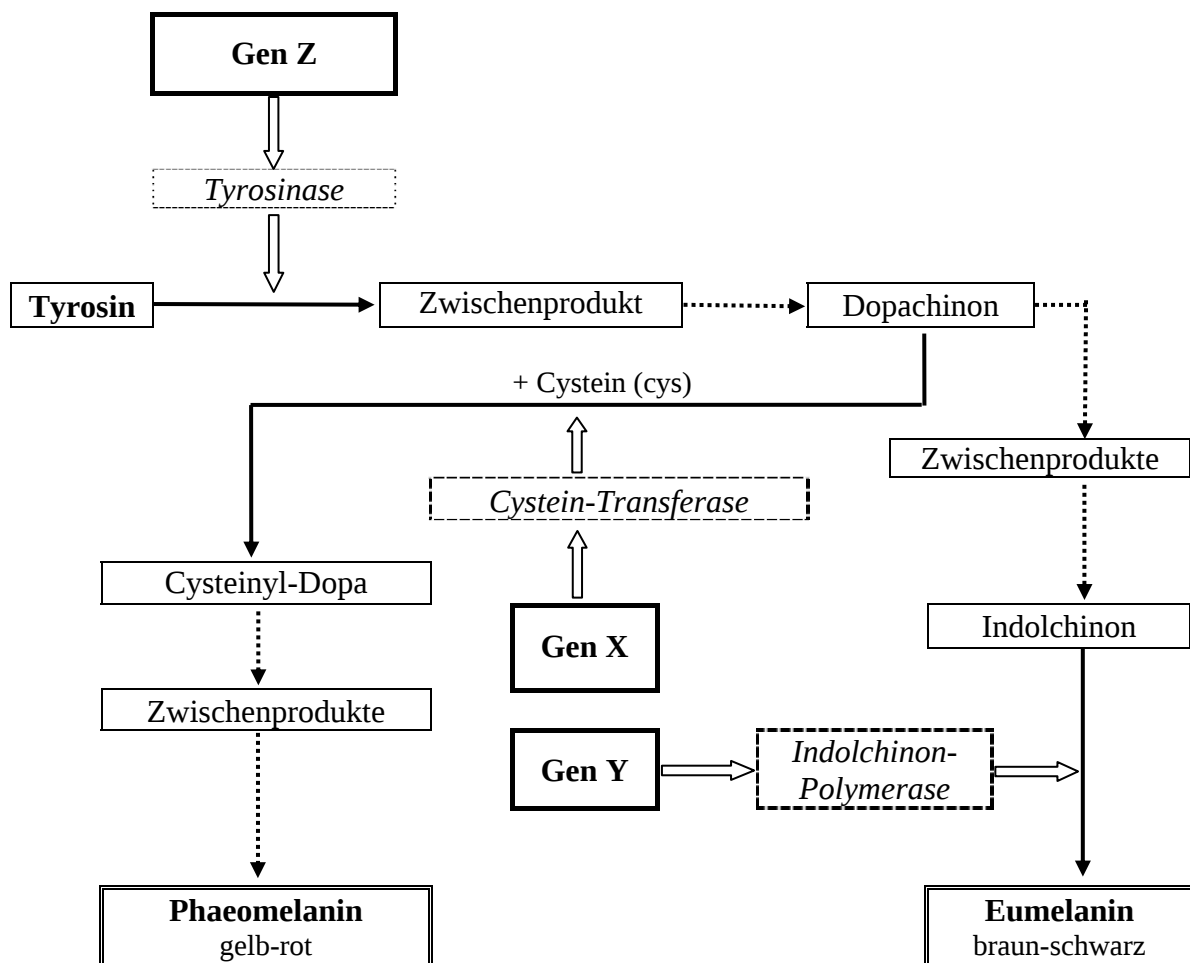 Gen Z
Tyrosinase
Tyrosin
Zwischenprodukt
Dopachinon
+ Cystein (cys)
Zwischenprodukte
Cystein-Transferase
Cysteinyl-Dopa
Indolchinon
Gen X
Zwischenprodukte
Gen Y
Indolchinon-
Polymerase
Phaeomelanin
gelb-rot
Eumelanin
braun-schwarz